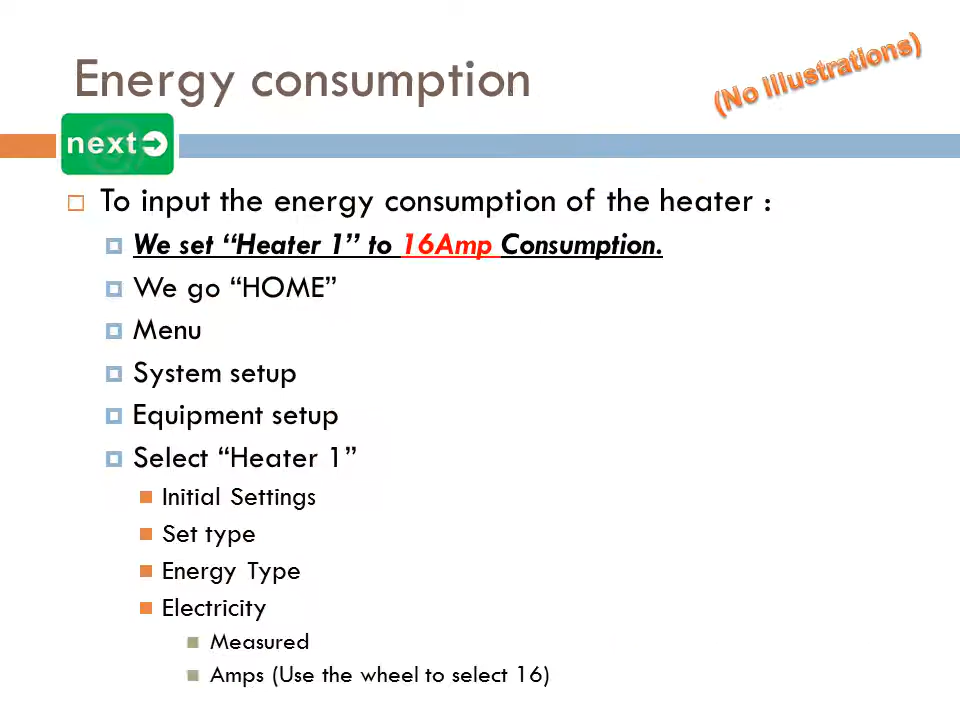 Energy consumption
(No Illustrations)
next
To input the energy consumption of the heater :
We set “Heater 1” to 16Amp Consumption.
We go “HOME”
Menu
System setup
Equipment setup
Select “Heater 1”
Initial Settings
Set type
Energy Type
Electricity
Measured
Amps (Use the wheel to select 16)